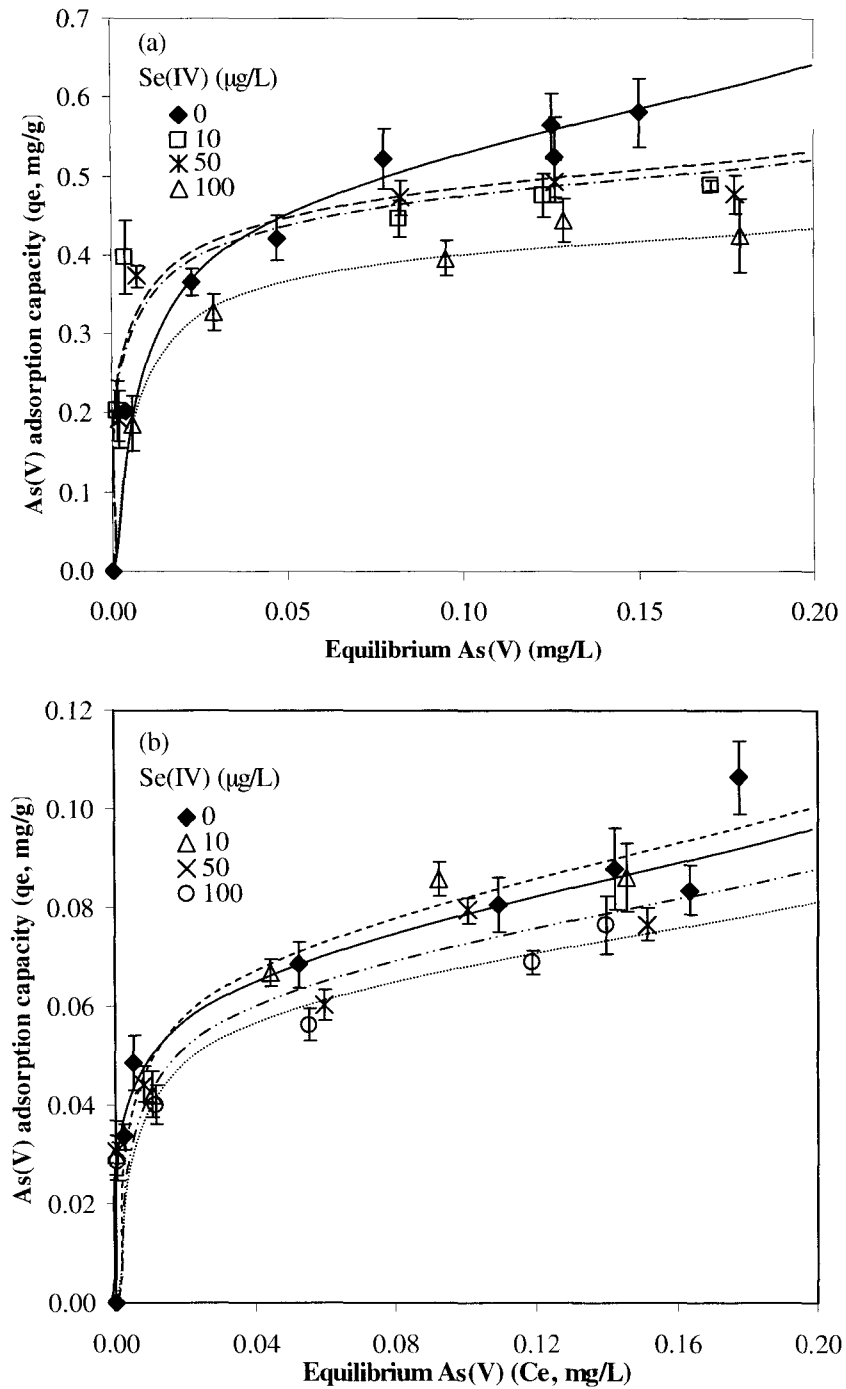 (a)
Se(IV) (µg/L)
0
10
50
100
As(V) adsorption capacity (qe, mg/g)
0.7
0.6
0.5
0.4
0.3
0.2
0.1
0.0
0.00 0.05 0.10 0.15 0.20
Equilibrium As(V) (mg/L)
(b)
Se(IV) (µg/L)
0
10
50
100
As(V) adsorption capacity (qe, mg/g)
0.12
0.10
0.08
0.06
0.04
0.02
0.00
0.00 0.04 0.08 0.12 0.16 0.20
Equilibrium As(V) (Ce, mg/L)